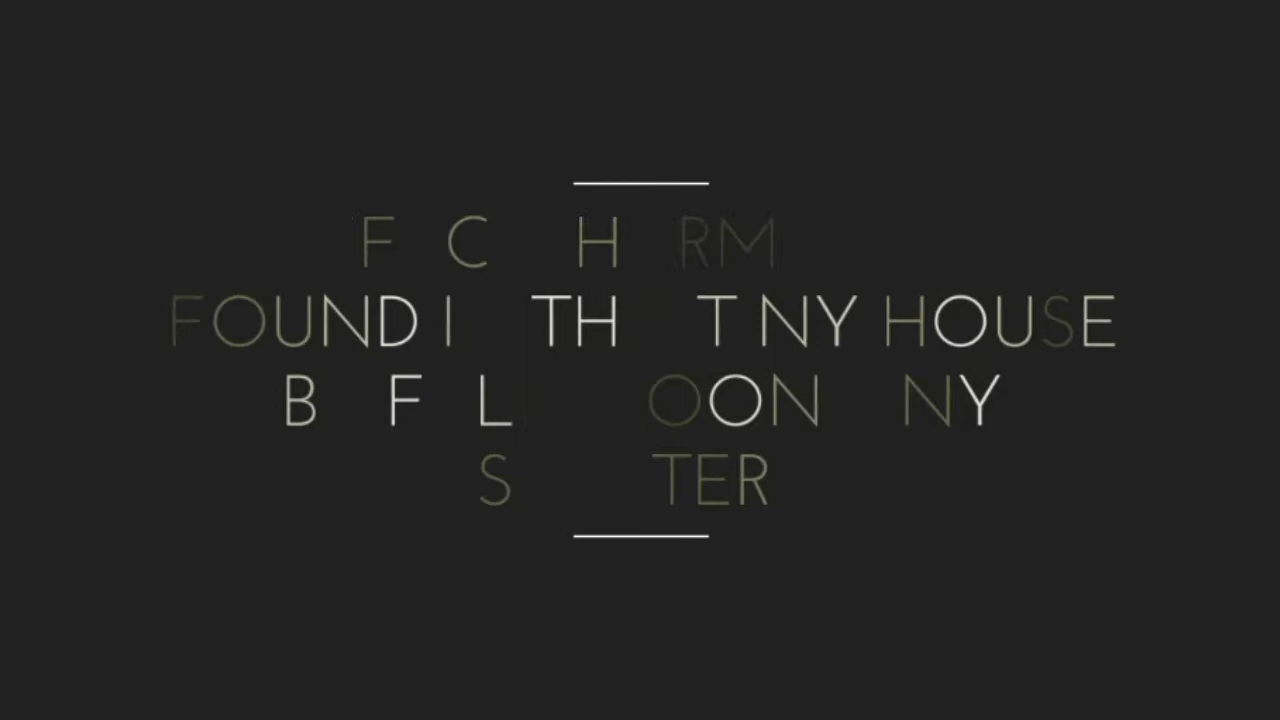 F C H RM
FOUND I TH T NY HOUSE
B F L OON NY
S TER